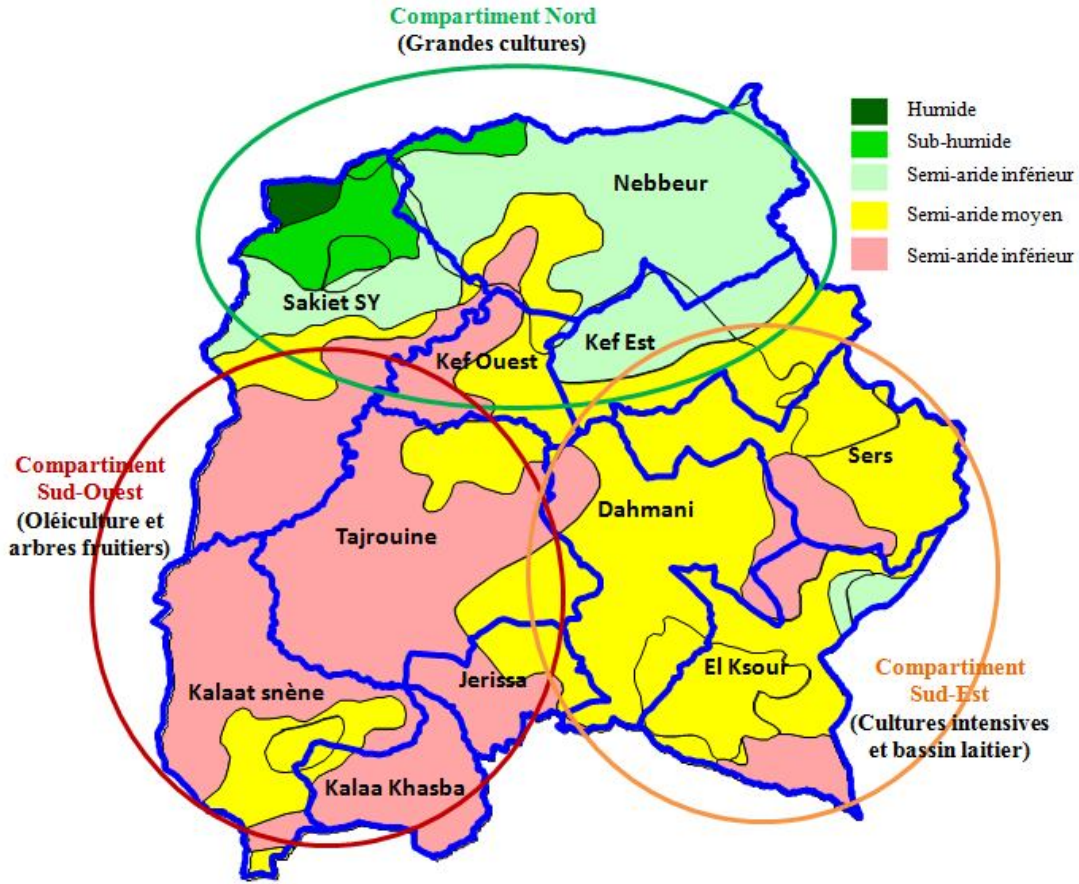 Compartiment Nord
(Grandes cultures)
Humide
Sub-humide
Semi-aride inférieur
Semi-aride moyen
Semi-aride inférieur
Nebbeur
Sakiet SY
Kef Est
Kef Ouest
Compartiment
Sud-Ouest
(Oléiculture et
arbres fruitiers)
Sers
Dahmani
Tajrouine
El Ksour
Jerissa
Kalaat snène
Kalaa Khasba
Compartiment
Sud-Est
(Cultures intensives
et bassin laitier)